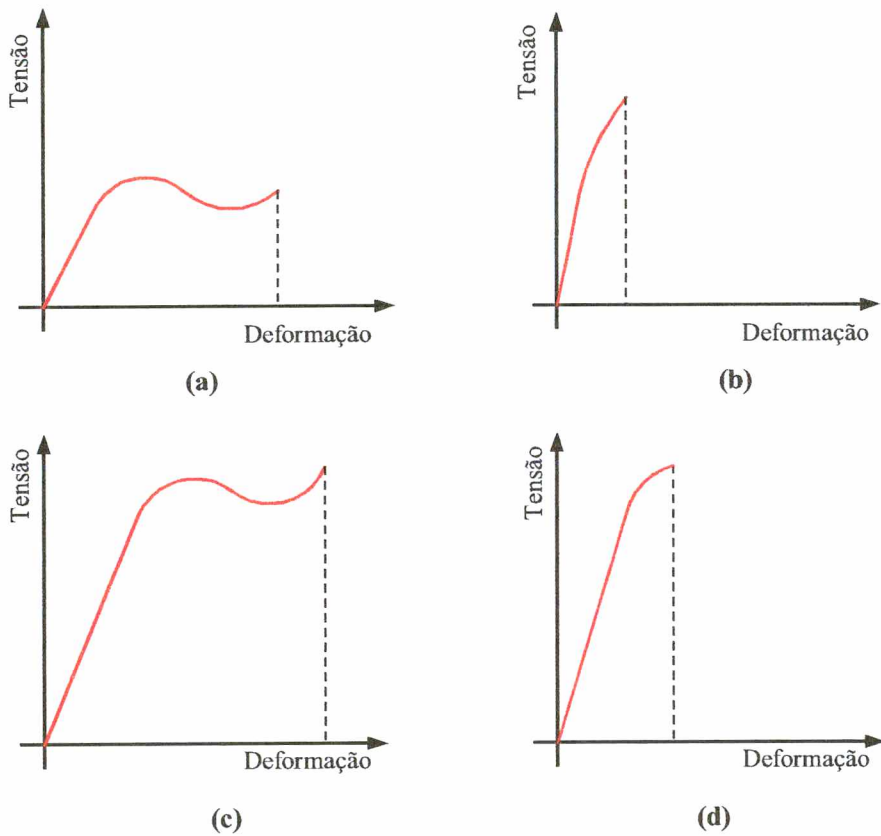 Tensão
Deformação
(a)
Tensão
Deformação
(b)
Tensão
Deformação
(c)
Tensão
Deformação
(d)